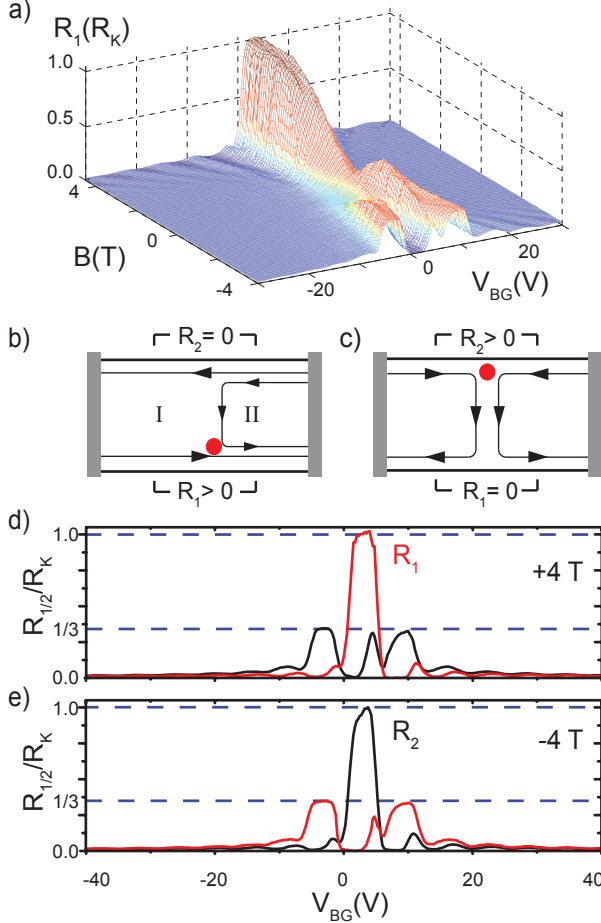 a)
R₁(Rₖ)
1.0
0.5
0.0
4
0
-4
B(T)
-20
0
20
V_BG(V)
b)
R₂= 0
I
II
R₁> 0
c)
R₂> 0
R₁= 0
d)
R₁/₂/Rₖ
1.0
1/3
0.0
R₁
+4 T
e)
R₁/₂/Rₖ
1.0
1/3
0.0
R₂
-4 T
-40
-20
0
20
40
V_BG(V)